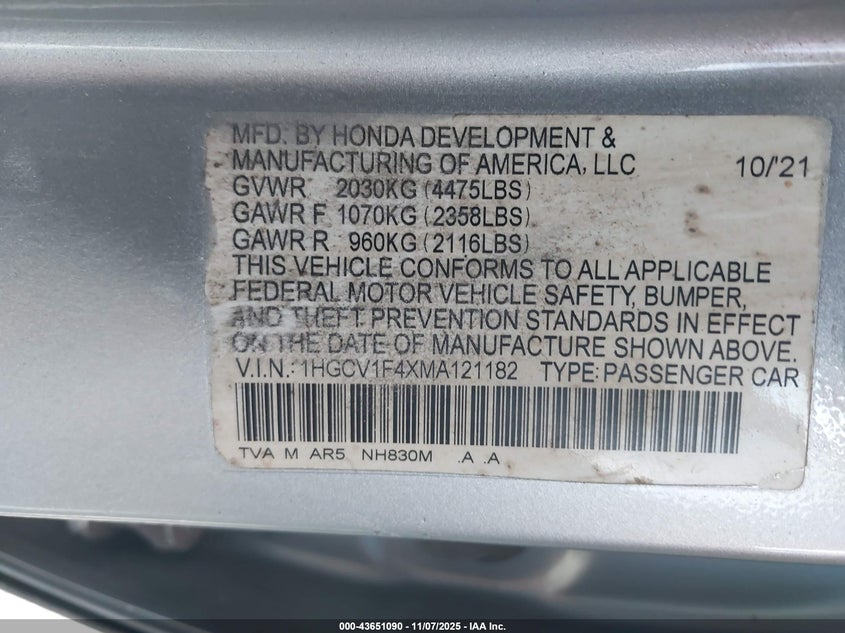 MFD. BY HONDA DEVELOPMENT &
MANUFACTURING OF AMERICA, LLC 10/'21
GVWR 2030KG (4475LBS)
GAWR F 1070KG (2358LBS)
GAWR R 960KG (2116LBS)
THIS VEHICLE CONFORMS TO ALL APPLICABLE
FEDERAL MOTOR VEHICLE SAFETY, BUMPER,
AND THEFT PREVENTION STANDARDS IN EFFECT
ON THE DATE OF MANUFACTURE SHOWN ABOVE.
V.I.N.: 1HGCV1F4XMA121182 TYPE: PASSENGER CAR
TVA M AR5 NH830M .A .A
000-43651090 - 11/07/2025 - IAA Inc.